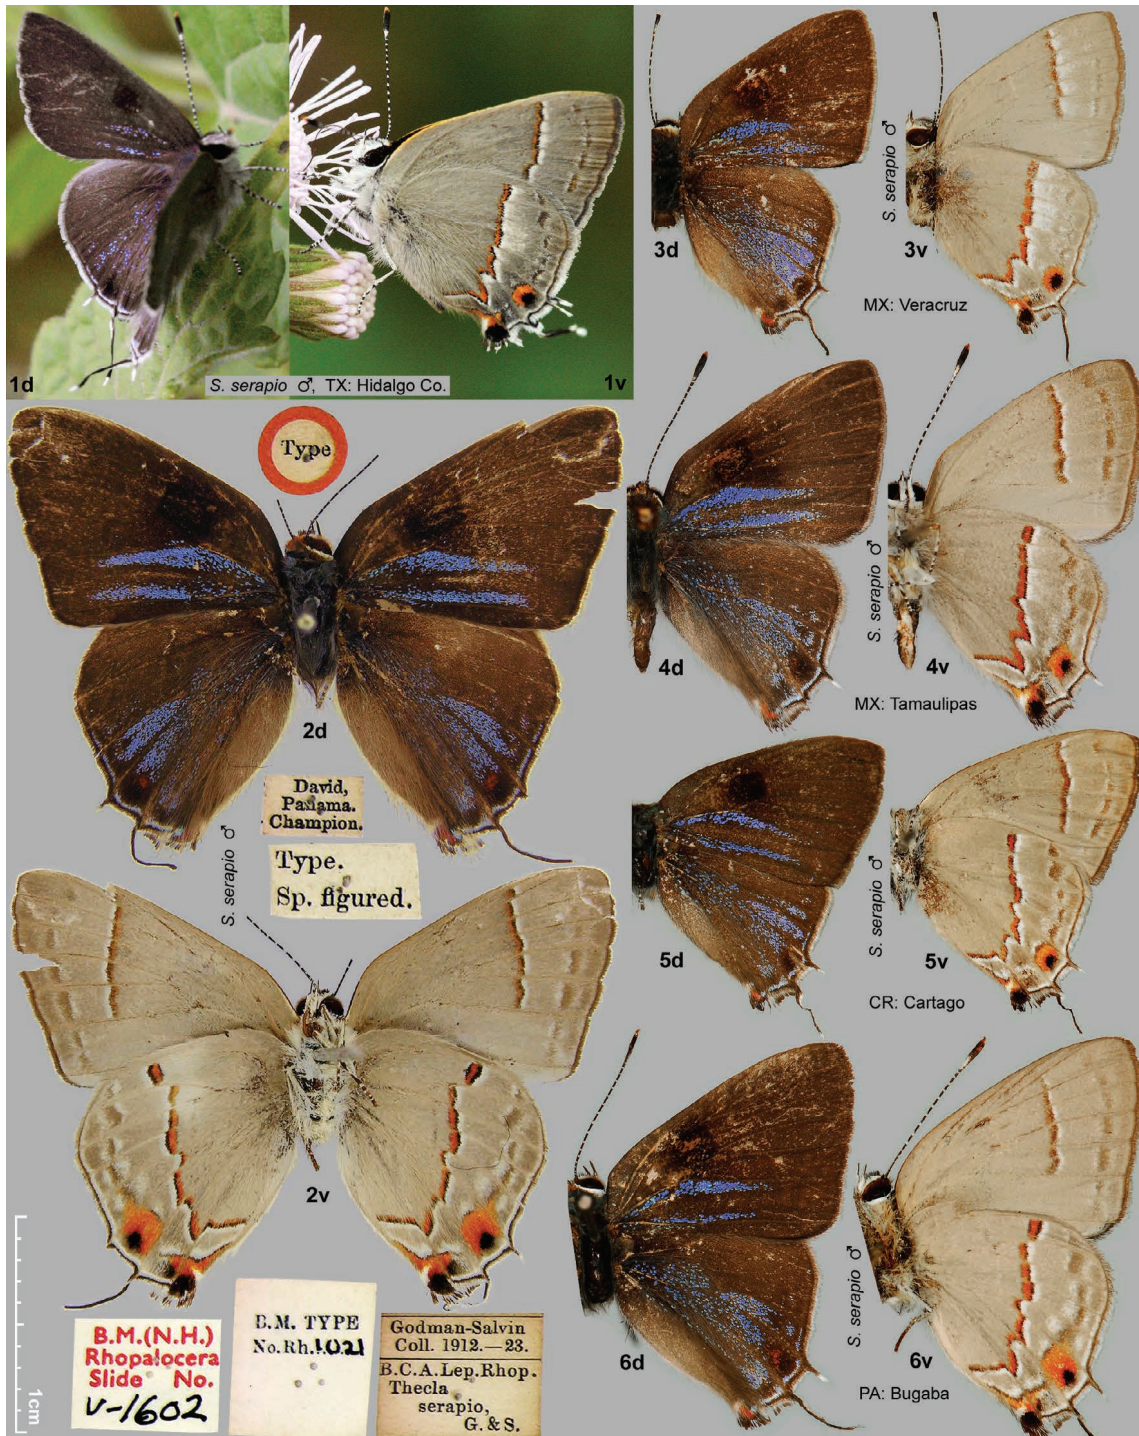 1d
S. serapio ♂, TX: Hidalgo Co.
1v
3d
S. serapio ♂
3v
MX: Veracruz
Type
2d
David,
Panama.
Champion.
Type.
Sp. figured.
S. serapio ♂
4d
S. serapio ♂
4v
MX: Tamaulipas
5d
S. serapio ♂
5v
CR: Cartago
2v
6d
S. serapio ♂
6v
PA: Bugaba
1cm
B.M.(N.H.)
Rhopalocera
Slide No.
V-1602
B.M. TYPE
No.Rh.1021
Godman-Salvin
Coll. 1912.—23.
B.C.A.Lep.Rhop.
Thecla
serapio,
G. & S.